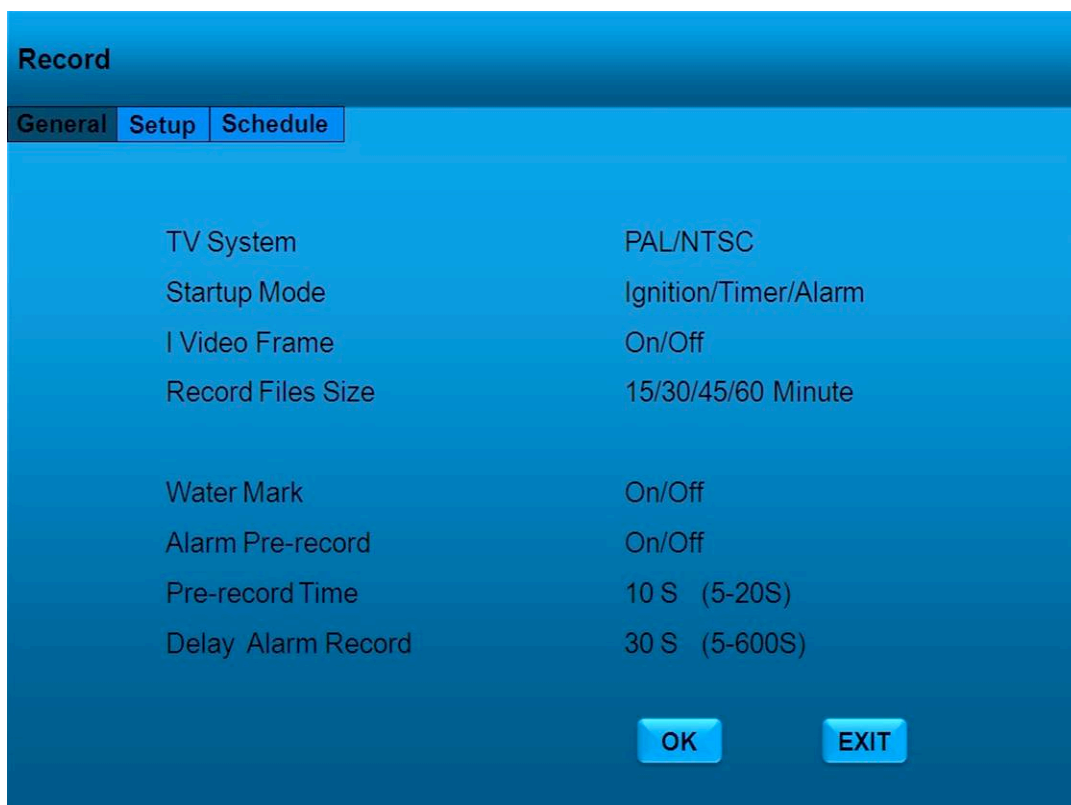 Record
General Setup Schedule
TV System PAL/NTSC
Startup Mode Ignition/Timer/Alarm
I Video Frame On/Off
Record Files Size 15/30/45/60 Minute
Water Mark On/Off
Alarm Pre-record On/Off
Pre-record Time 10 S (5-20S)
Delay Alarm Record 30 S (5-600S)
OK EXIT